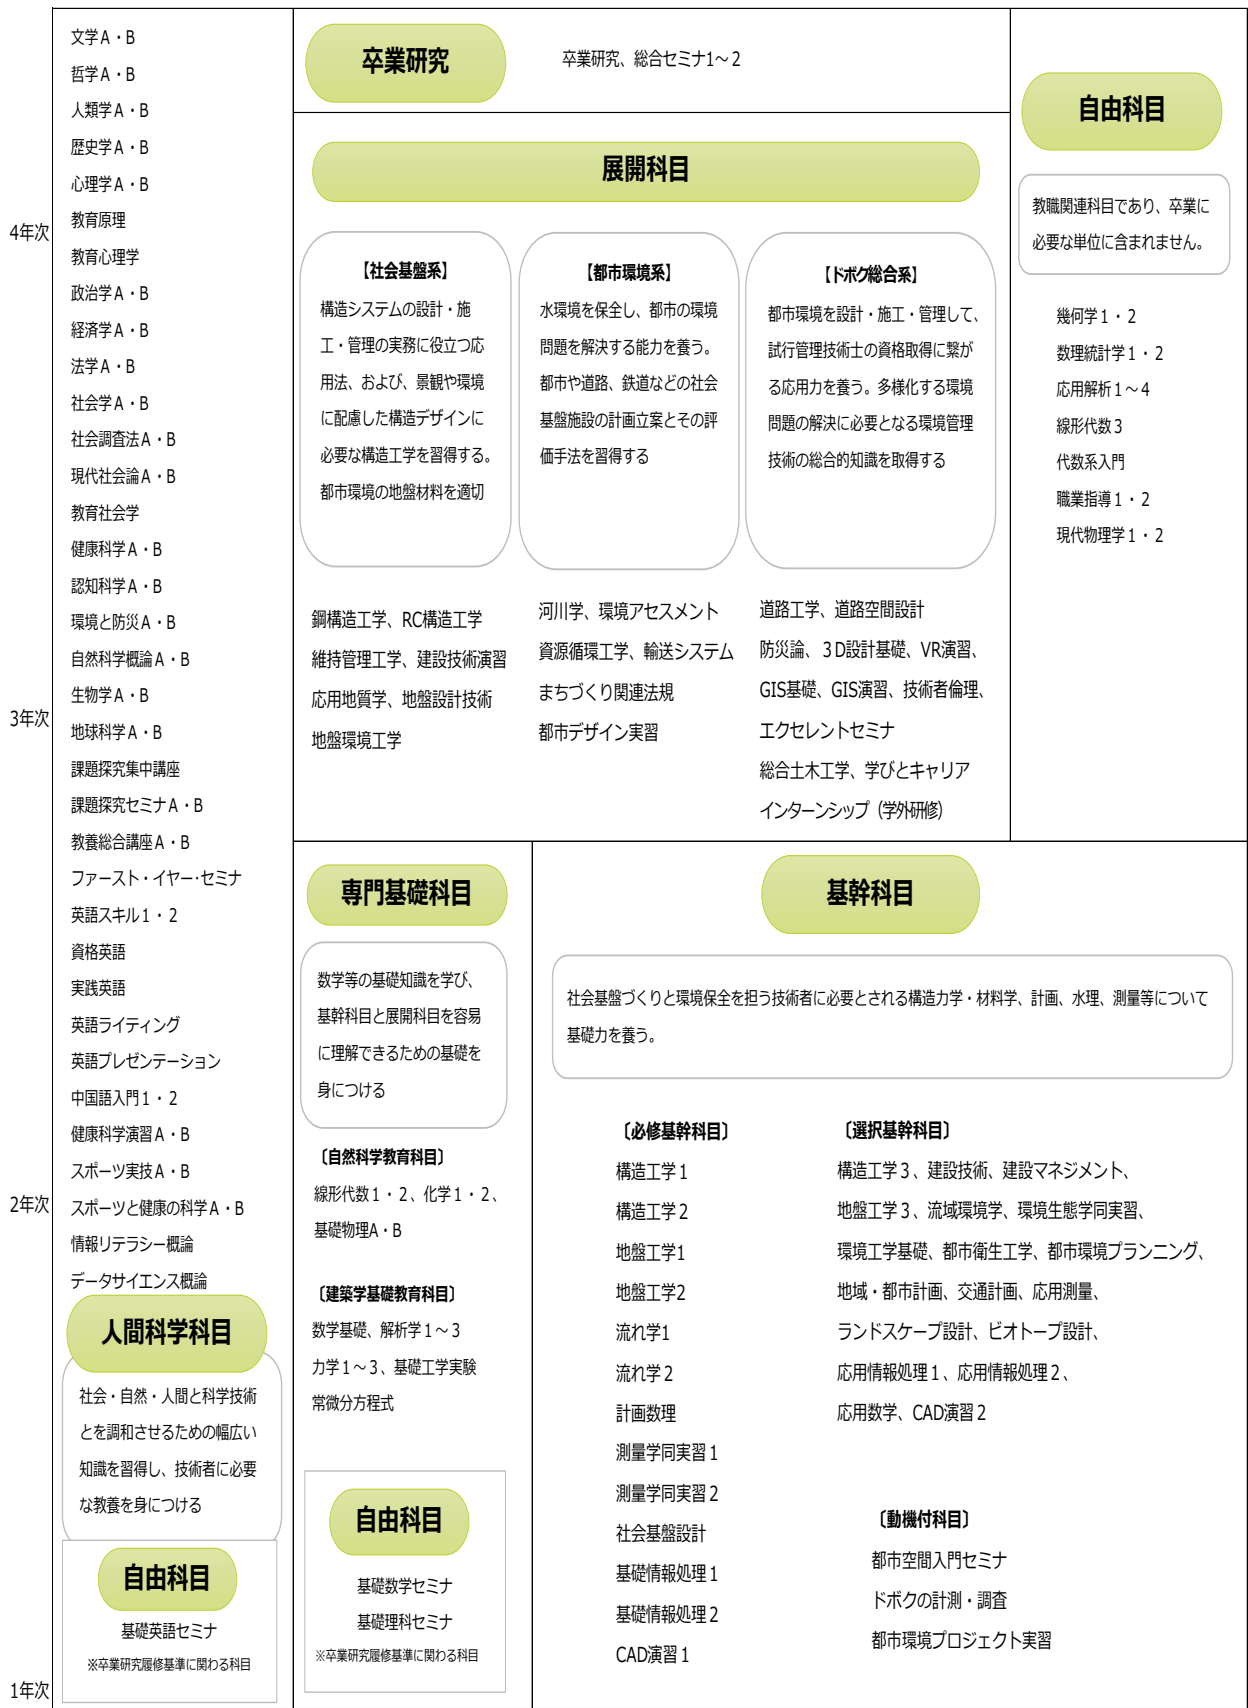 4年次
3年次
2年次
1年次
文学A・B
哲学A・B
人類学A・B
歴史学A・B
心理学A・B
教育原理
教育心理学
政治学A・B
経済学A・B
法学A・B
社会学A・B
社会調査法A・B
現代社会論A・B
教育社会学
健康科学A・B
認知科学A・B
環境と防災A・B
自然科学概論A・B
生物学A・B
地球科学A・B
課題探究集中講座
課題探究セミナA・B
教養総合講座A・B
ファースト・イヤー・セミナ
英語スキル1・2
資格英語
実践英語
英語ライティング
英語プレゼンテーション
中国語入門1・2
健康科学演習A・B
スポーツ実技A・B
スポーツと健康の科学A・B
情報リテラシー概論
データサイエンス概論
人間科学科目
社会・自然・人間と科学技術
とを調和させるための幅広い
知識を習得し、技術者に必要
な教養を身につける
自由科目
基礎英語セミナ
※卒業研究履修基準に関わる科目
卒業研究
卒業研究、総合セミナ1～2
展開科目
【社会基盤系】
構造システムの設計・施
工・管理の実務に役立つ応
用法、および、景観や環境
に配慮した構造デザインに
必要な構造工学を習得する。
都市環境の地盤材料を適切
鋼構造工学、RC構造工学
維持管理工学、建設技術演習
応用地質学、地盤設計技術
地盤環境工学
【都市環境系】
水環境を保全し、都市の環境
問題を解決する能力を養う。
都市や道路、鉄道などの社会
基盤施設の計画立案とその評
価手法を習得する
河川学、環境アセスメント
資源循環工学、輸送システム
まちづくり関連法規
都市デザイン実習
【ドボク総合系】
都市環境を設計・施工・管理して、
試行管理技術士の資格取得に繋が
る応用力を養う。多様化する環境
問題の解決に必要となる環境管理
技術の総合的知識を取得する
道路工学、道路空間設計
防災論、3D設計基礎、VR演習、
GIS基礎、GIS演習、技術者倫理、
エクセレントセミナ
総合土木工学、学びとキャリア
インターンシップ（学外研修）
自由科目
教職関連科目であり、卒業に
必要な単位に含まれません。
幾何学1・2
数理統計学1・2
応用解析1～4
線形代数3
代数系入門
職業指導1・2
現代物理学1・2
専門基礎科目
数学等の基礎知識を学び、
基幹科目と展開科目を容易
に理解できるための基礎を
身につける
〔自然科学教育科目〕
線形代数1・2、化学1・2、
基礎物理A・B
〔建築学基礎教育科目〕
数学基礎、解析学1～3
力学1～3、基礎工学実験
常微分方程式
自由科目
基礎数学セミナ
基礎理科セミナ
※卒業研究履修基準に関わる科目
基幹科目
社会基盤づくりと環境保全を担う技術者に必要とされる構造力学・材料学、計画、水理、測量等について
基礎力を養う。
〔必修基幹科目〕
構造工学1
構造工学2
地盤工学1
地盤工学2
流れ学1
流れ学2
計画数理
測量学同実習1
測量学同実習2
社会基盤設計
基礎情報処理1
基礎情報処理2
CAD演習1
〔選択基幹科目〕
構造工学3、建設技術、建設マネジメント、
地盤工学3、流域環境学、環境生態学同実習、
環境工学基礎、都市衛生工学、都市環境プランニング、
地域・都市計画、交通計画、応用測量、
ランドスケープ設計、ビオトープ設計、
応用情報処理1、応用情報処理2、
応用数学、CAD演習2
〔動機付科目〕
都市空間入門セミナ
ドボクの計測・調査
都市環境プロジェクト実習